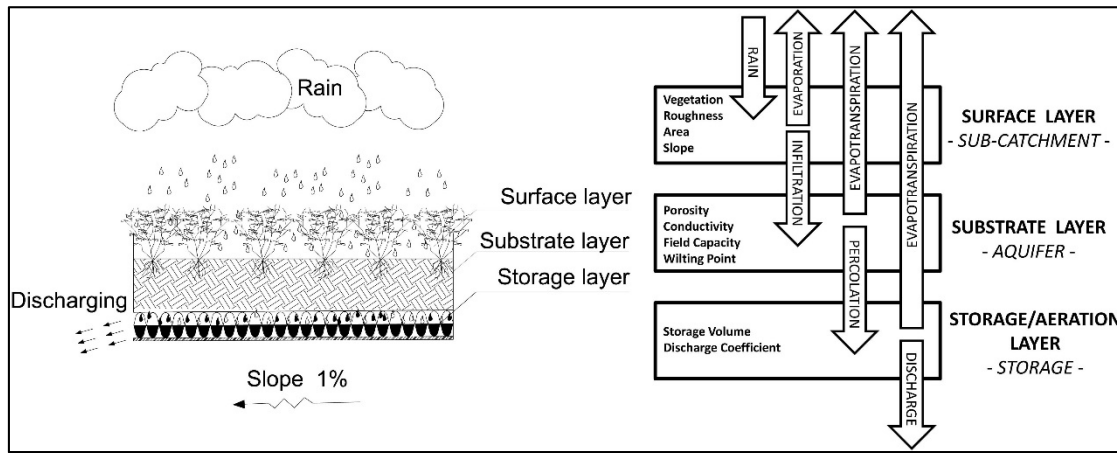 Rain
Surface layer
Substrate layer
Storage layer
Discharging
Slope 1%
RAIN
EVAPORATION
EVAPOTRANSPIRATION
EVAPOTRANSPIRATION
Vegetation
Roughness
Area
Slope
SURFACE LAYER
- SUB-CATCHMENT -
INFILTRATION
Porosity
Conductivity
Field Capacity
Wilting Point
SUBSTRATE LAYER
- AQUIFER -
PERCOLATION
Storage Volume
Discharge Coefficient
STORAGE/AERATION
LAYER
- STORAGE -
DISCHARGE